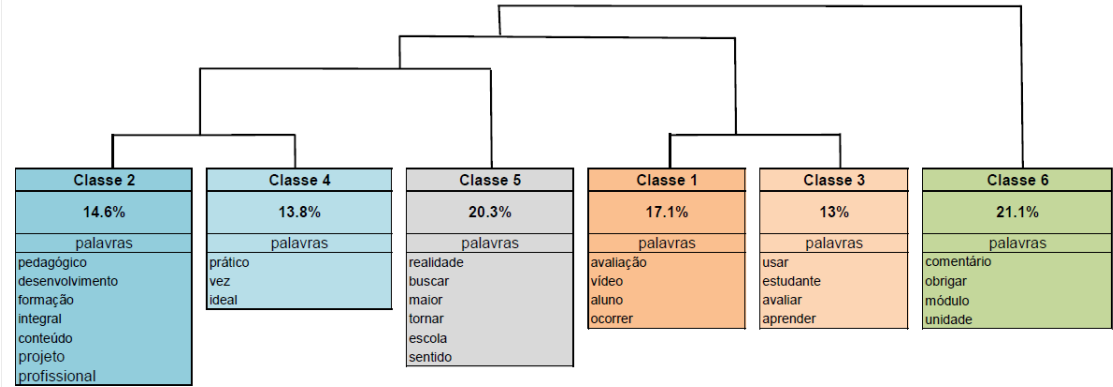 Classe 2
14.6%
palavras
pedagógico
desenvolvimento
formação
integral
conteúdo
projeto
profissional
Classe 4
13.8%
palavras
prático
vez
ideal
Classe 5
20.3%
palavras
realidade
buscar
maior
tornar
escola
sentido
Classe 1
17.1%
palavras
avaliação
vídeo
aluno
ocorrer
Classe 3
13%
palavras
usar
estudante
avaliar
aprender
Classe 6
21.1%
palavras
comentário
obrigar
módulo
unidade